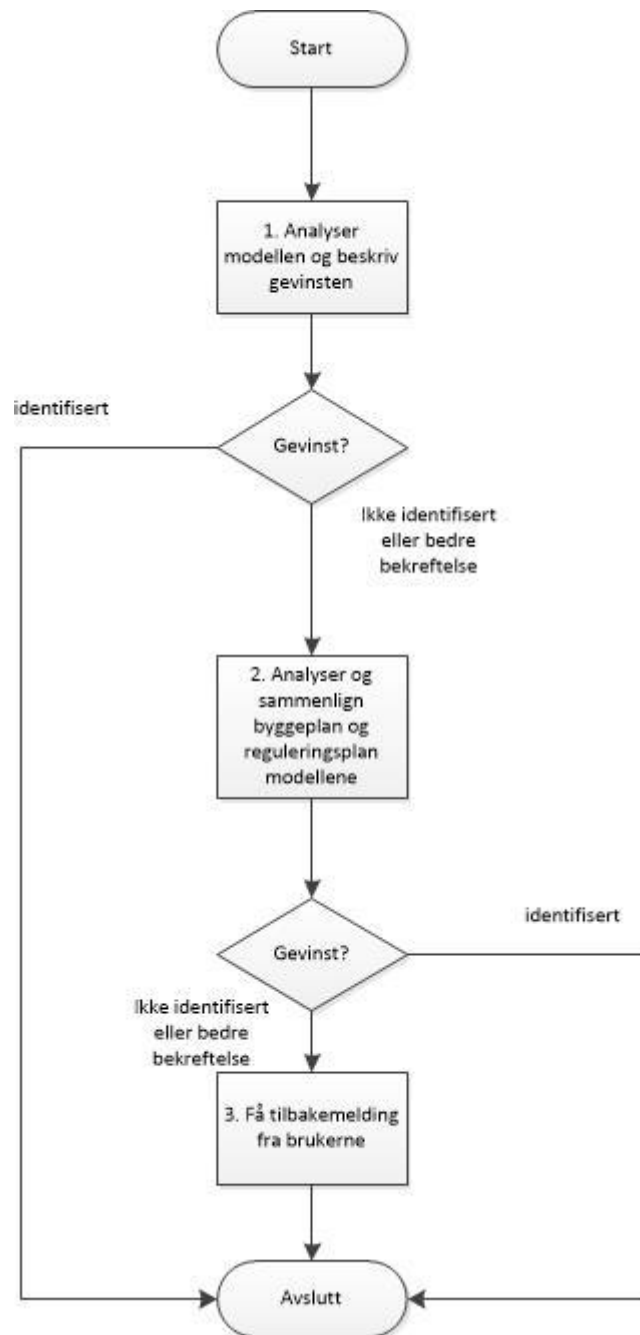 Start
1. Analyser
modellen og beskriv
gevinsten
identifisert
Gevinst?
Ikke identifisert
eller bedre
bekreftelse
2. Analyser og
sammenlign
byggeplan og
reguleringsplan
modellene
identifisert
Gevinst?
Ikke identifisert
eller bedre
bekreftelse
3. Få tilbakemelding
fra brukerne
Avslutt